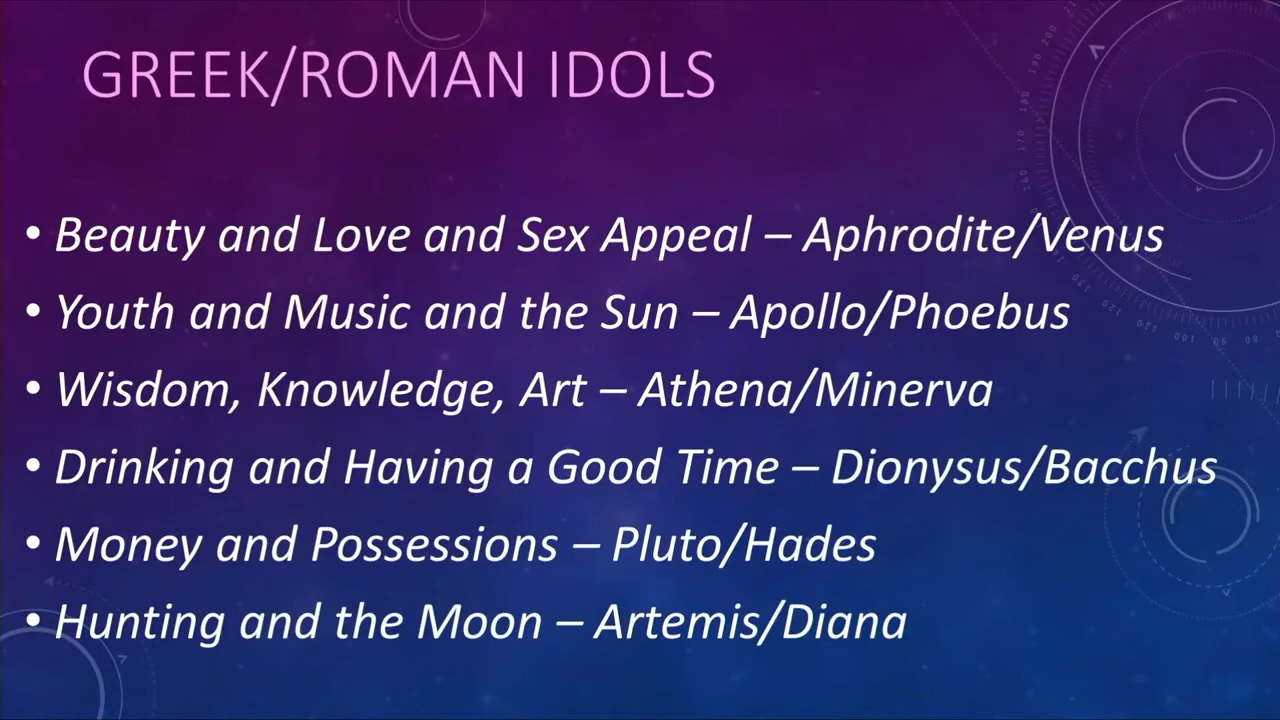 GREEK/ROMAN IDOLS
• Beauty and Love and Sex Appeal – Aphrodite/Venus
• Youth and Music and the Sun – Apollo/Phoebus
• Wisdom, Knowledge, Art – Athena/Minerva
• Drinking and Having a Good Time – Dionysus/Bacchus
• Money and Possessions – Pluto/Hades
• Hunting and the Moon – Artemis/Diana